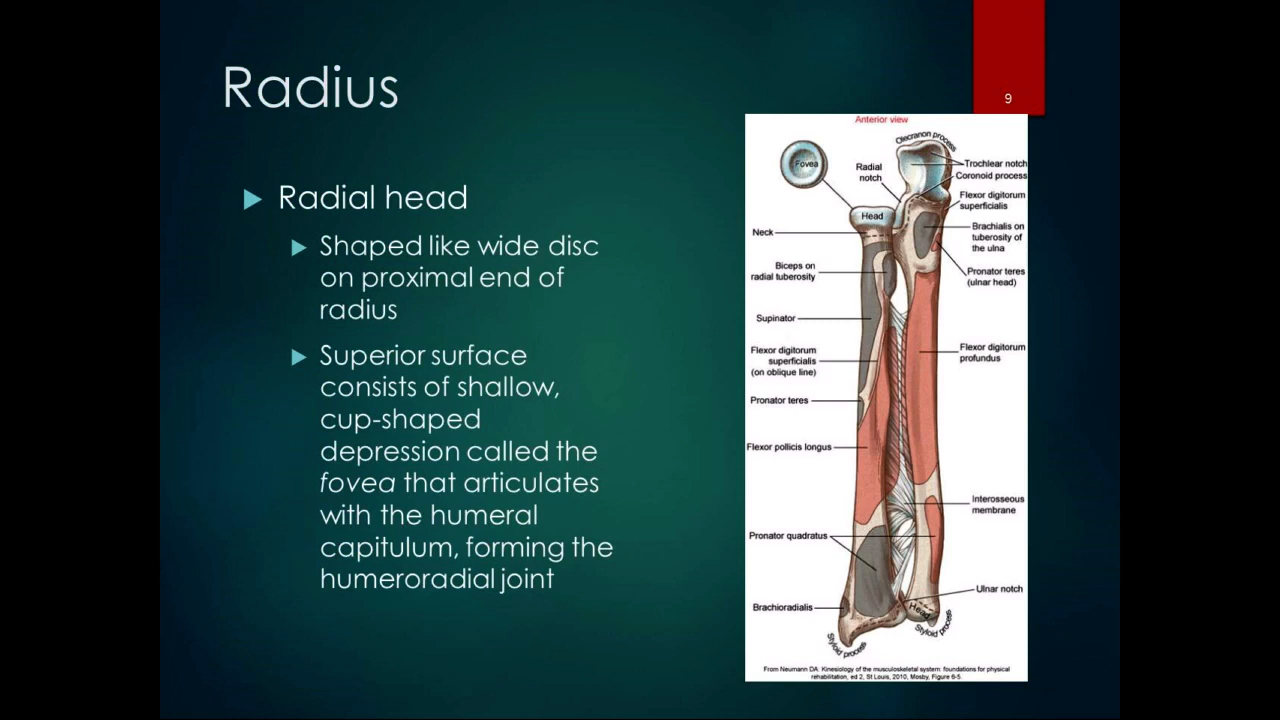 Radius
9
Radial head
Shaped like wide disc
on proximal end of
radius
Superior surface
consists of shallow,
cup-shaped
depression called the
fovea that articulates
with the humeral
capitulum, forming the
humeroradial joint
Anterior view
Fovea
Radial
notch
Olecranon process
Trochlear notch
Coronoid process
Flexor digitorum
superficialis
Head
Neck
Brachialis on
tuberosity of
the ulna
Biceps on
radial tuberosity
Pronator teres
(ulnar head)
Supinator
Flexor digitorum
superficialis
(on oblique line)
Flexor digitorum
profundus
Pronator teres
Flexor pollicis longus
Interosseous
membrane
Pronator quadratus
Ulnar notch
Brachioradialis
Head
Styloid process
Styloid process
From Neumann DA: Kinesiology of the musculoskeletal system: foundations for physical
rehabilitation, ed 2, St Louis, 2010, Mosby, Figure 6-5.